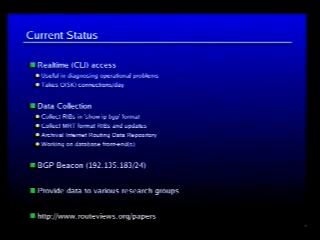 Current Status
Realtime (CLI) access
Useful in diagnosing operational problems
Takes O(5K) connections/day
Data Collection
Collect RIBs in 'show ip bgp' format
Collect MRT format RIBs and updates
Archival Internet Routing Data Repository
Working on database front-end(s)
BGP Beacon (192.135.183/24)
Provide data to various research groups
http://www.routeviews.org/papers